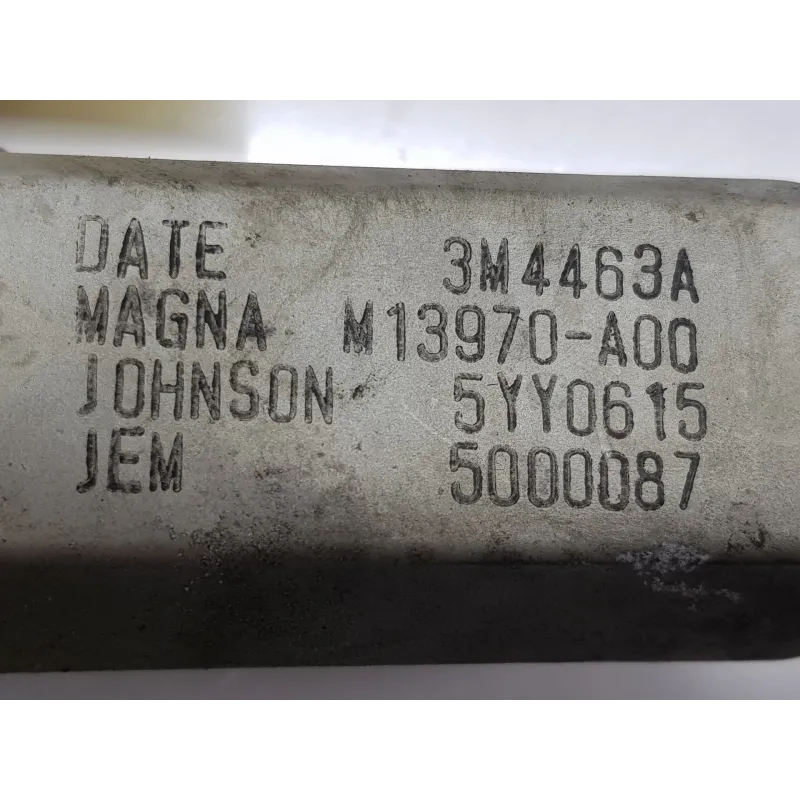 DATE 3M4463A
MAGNA M13970-A00
JOHNSON 5YY0615
JEM 5000087